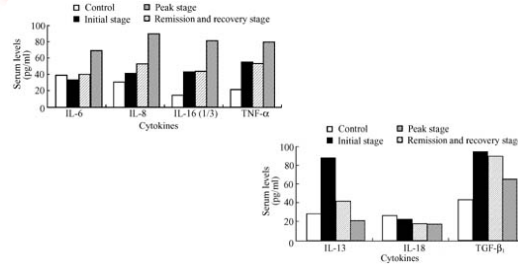 Control
Peak stage
Initial stage
Remission and recovery stage
Serum levels
(pg/ml)
100
80
60
40
20
0
IL-6
IL-8
IL-16 (1/3)
TNF-α
Cytokines
Control
Peak stage
Initial stage
Remission and recovery stage
Serum levels
(pg/ml)
100
80
60
40
20
0
IL-13
IL-18
TGF-β₁
Cytokines